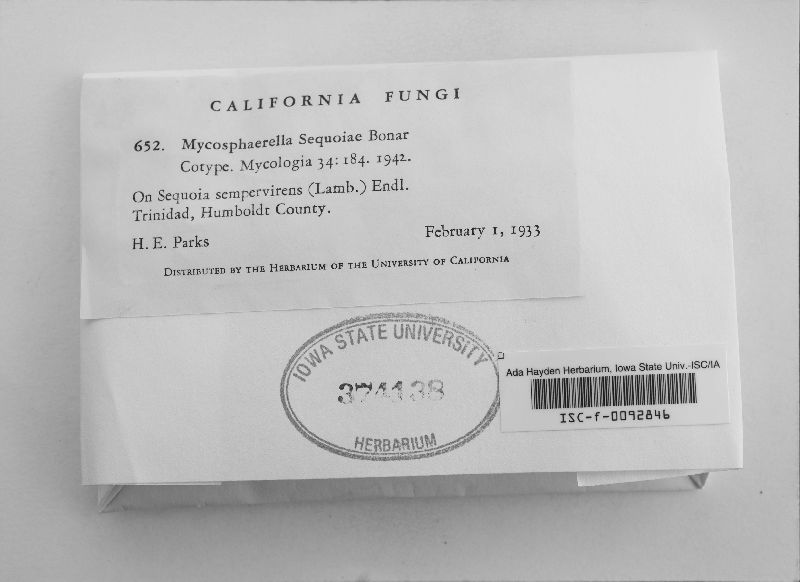 CALIFORNIA FUNGI
652. Mycosphaerella Sequoiae Bonar
Cotype. Mycologia 34: 184. 1942.
On Sequoia sempervirens (Lamb.) Endl.
Trinidad, Humboldt County.
H. E. Parks February 1, 1933
DISTRIBUTED BY THE HERBARIUM OF THE UNIVERSITY OF CALIFORNIA
IOWA STATE UNIVERSITY
374138
HERBARIUM
Ada Hayden Herbarium, Iowa State Univ.-ISC/IA
ISC-f-0092846